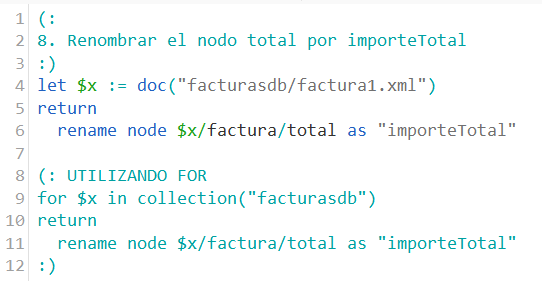 1 (:
2 8. Renombrar el nodo total por importeTotal
3 :)
4 let $x := doc("facturasdb/factura1.xml")
5 return
6   rename node $x/factura/total as "importeTotal"
7
8 (: UTILIZANDO FOR
9 for $x in collection("facturasdb")
10 return
11   rename node $x/factura/total as "importeTotal"
12 :)